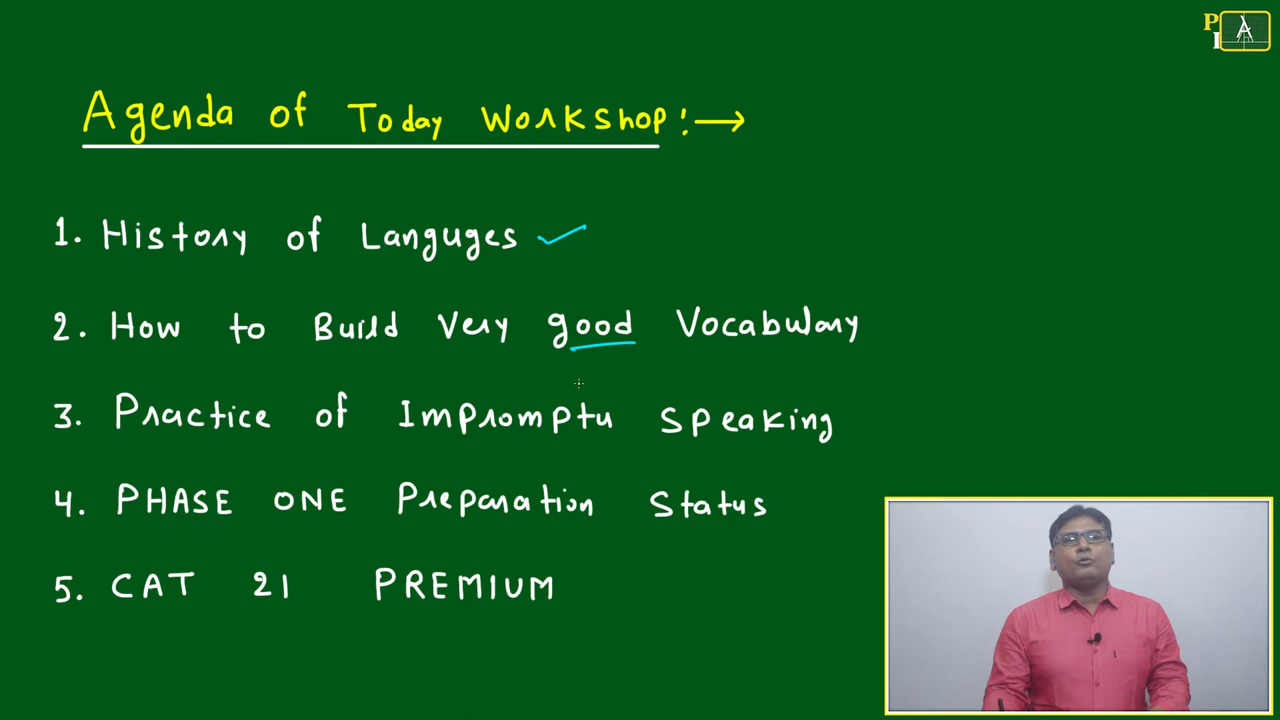 P
I A
Agenda of Today Workshop!→
1. History of Languges
2. How to Build Very good Vocabulary
3. Practice of Impromptu Speaking
4. PHASE ONE Preparation Status
5. CAT 21 PREMIUM